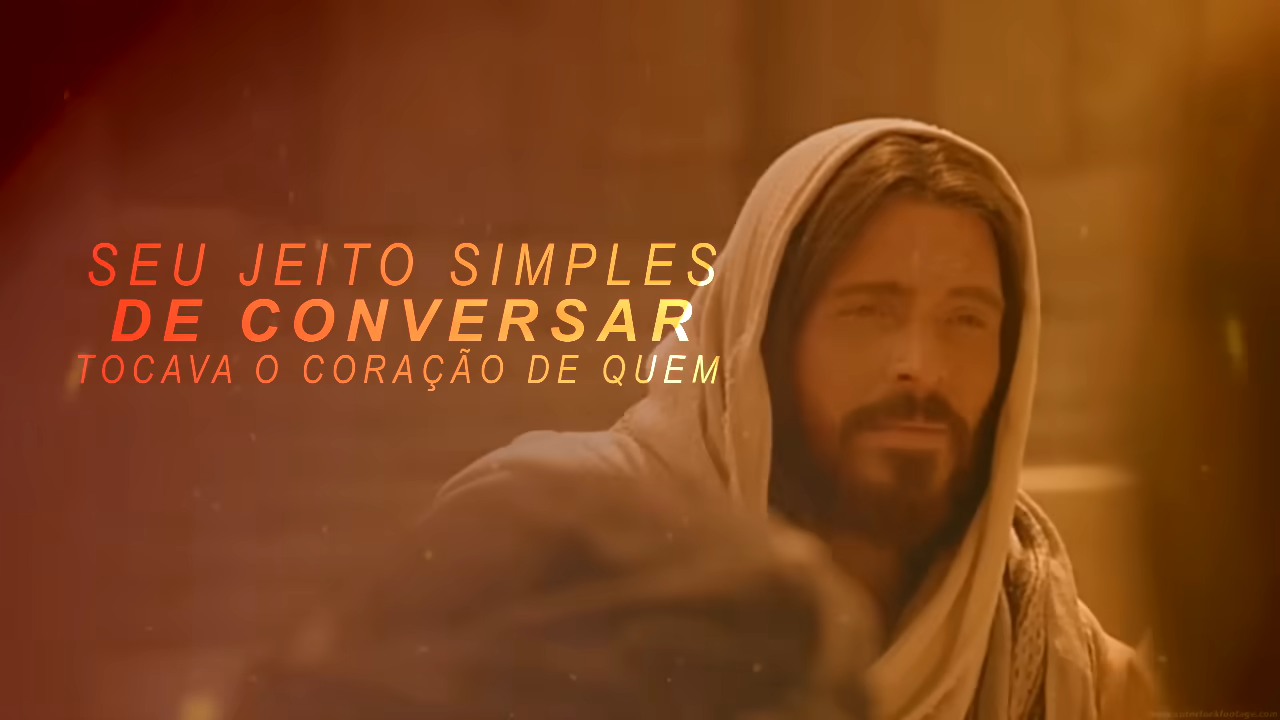 SEU JEITO SIMPLES
DE CONVERSAR
TOCAVA O CORAÇÃO DE QUEM